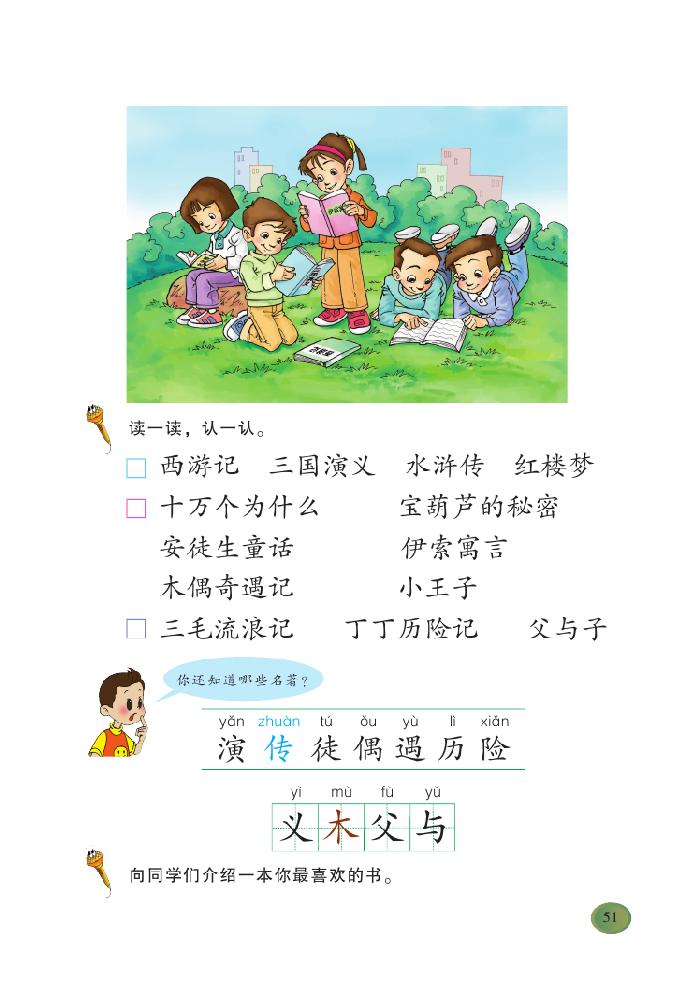 读一读，认一认。
西游记 三国演义 水浒传 红楼梦
十万个为什么 宝葫芦的秘密
安徒生童话 伊索寓言
木偶奇遇记 小王子
三毛流浪记 丁丁历险记 父与子
你还知道哪些名著？
yǎn zhuàn tú ǒu yù lì xiǎn
演 传 徒 偶 遇 历 险
yì mù fù yǔ
义 木 父 与
向同学们介绍一本你最喜欢的书。
51